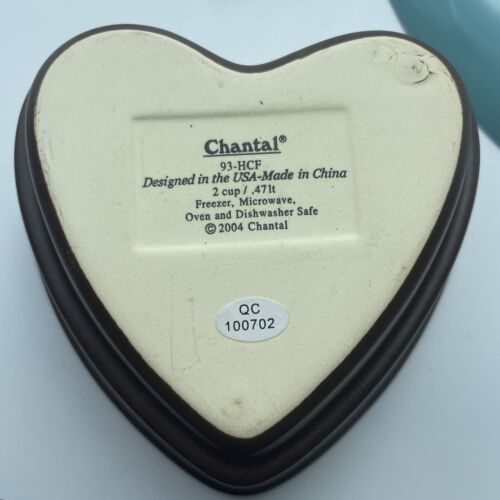 Chantal®
93-HCF
Designed in the USA-Made in China
2 cup / .47lt
Freezer, Microwave,
Oven and Dishwasher Safe
© 2004 Chantal
QC
100702